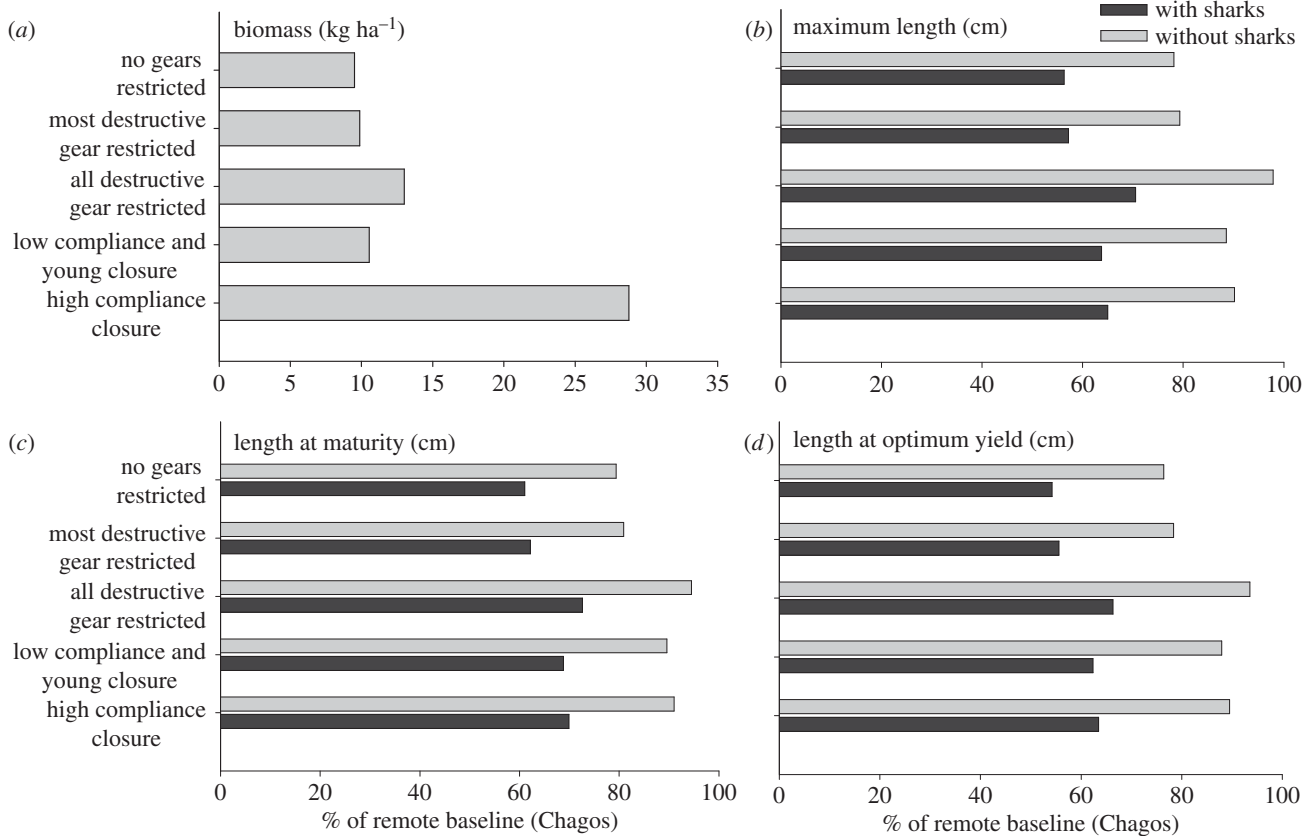 (a)
biomass (kg ha⁻¹)
no gears
restricted
most destructive
gear restricted
all destructive
gear restricted
low compliance and
young closure
high compliance
closure
0 5 10 15 20 25 30 35
(b)
maximum length (cm)
with sharks
without sharks
0 20 40 60 80 100
(c)
length at maturity (cm)
no gears
restricted
most destructive
gear restricted
all destructive
gear restricted
low compliance and
young closure
high compliance
closure
0 20 40 60 80 100
% of remote baseline (Chagos)
(d)
length at optimum yield (cm)
0 20 40 60 80 100
% of remote baseline (Chagos)